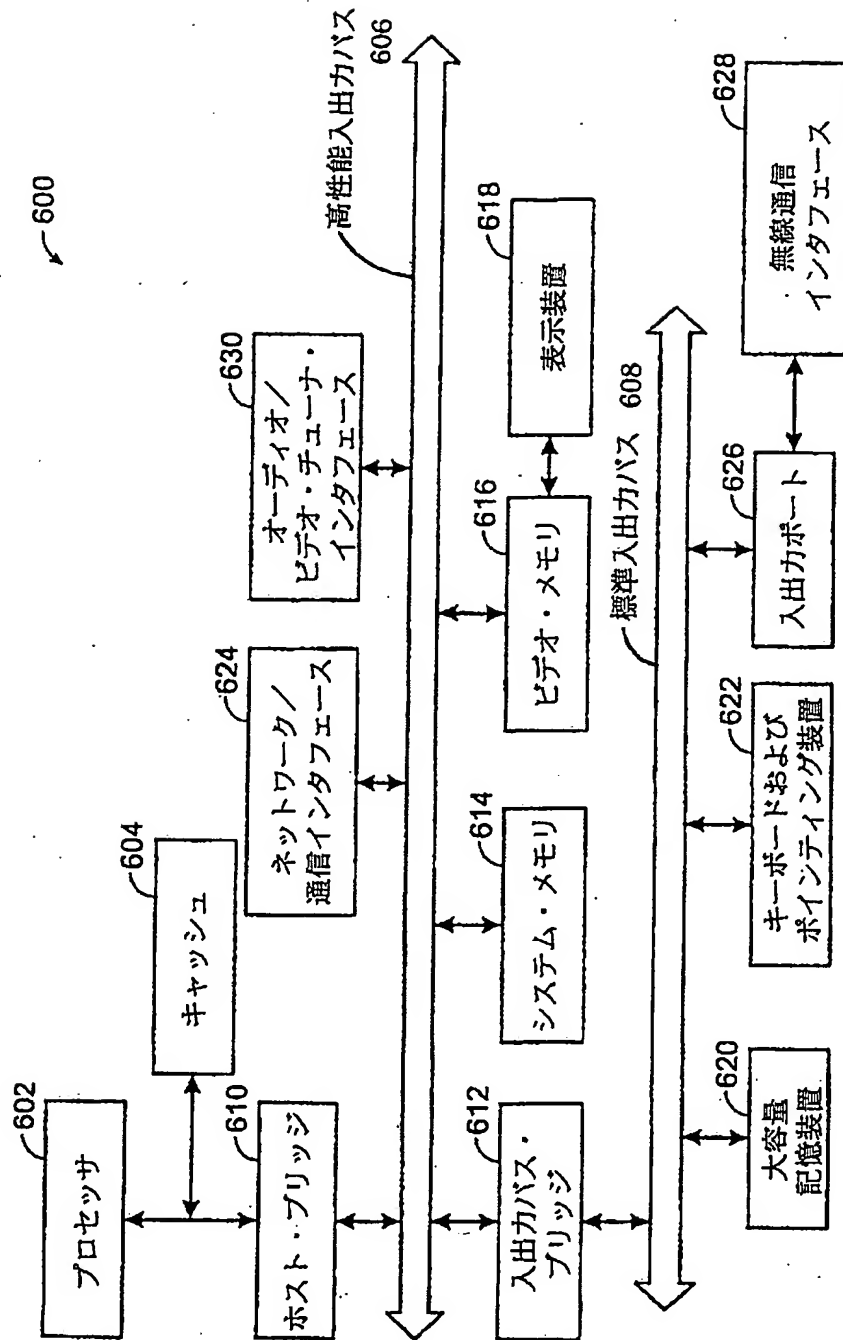 600
602
プロセッサ
604
キャッシュ
610
ホスト・ブリッジ
624
ネットワーク/
通信インタフェース
630
オーディオ/
ビデオ・チューナ・
インタフェース
高性能入出力バス
606
612
入出力バス・
ブリッジ
614
システム・メモリ
616
ビデオ・メモリ
618
表示装置
標準入出力バス 608
620
大容量
記憶装置
622
キーボードおよび
ポインティング装置
626
入出力ポート
628
無線通信
インタフェース